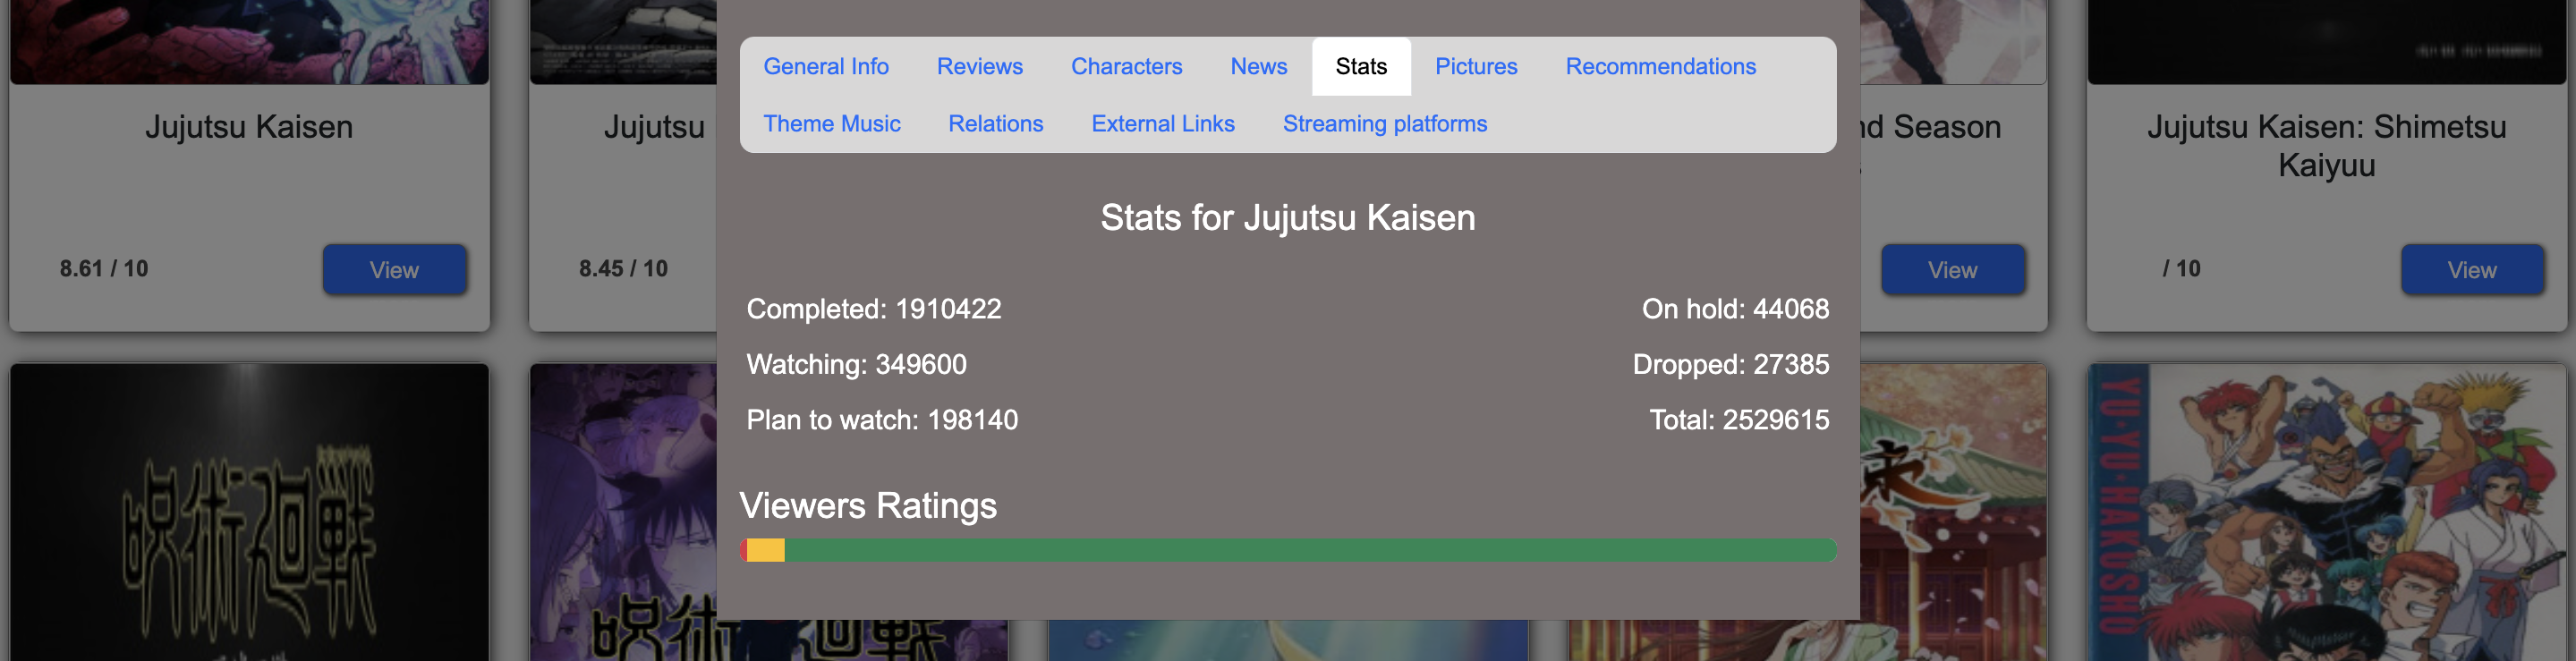 General Info Reviews Characters News Stats Pictures Recommendations
Theme Music Relations External Links Streaming platforms
Stats for Jujutsu Kaisen
Completed: 1910422 On hold: 44068
Watching: 349600 Dropped: 27385
Plan to watch: 198140 Total: 2529615
Viewers Ratings
Jujutsu Kaisen
8.61 / 10
View
Jujutsu
8.45 / 10
nd Season
View
Jujutsu Kaisen: Shimetsu
Kaiyuu
/ 10
View
呪術廻戦
呪術廻戦
YU·YU·HAKUSHO